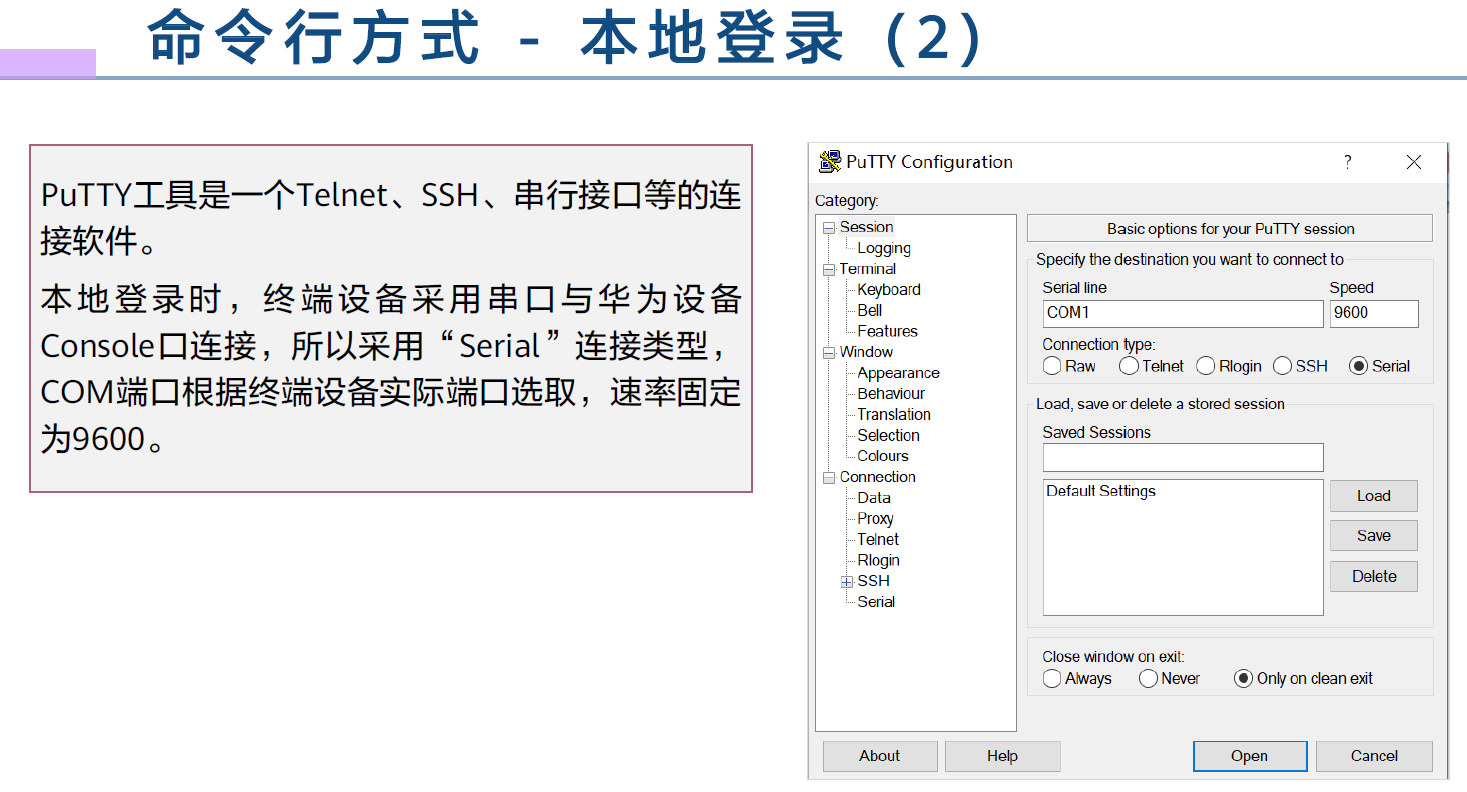 命令行方式 - 本地登录（2）
PuTTY工具是一个Telnet、SSH、串行接口等的连
接软件。
本地登录时，终端设备采用串口与华为设备
Console口连接，所以采用“Serial”连接类型，
COM端口根据终端设备实际端口选取，速率固定
为9600。
PuTTY Configuration
?
Category:
Session
Logging
Terminal
Keyboard
Bell
Features
Window
Appearance
Behaviour
Translation
Selection
Colours
Connection
Data
Proxy
Telnet
Rlogin
SSH
Serial
Basic options for your PuTTY session
Specify the destination you want to connect to
Serial line Speed
COM1 9600
Connection type:
Raw Telnet Rlogin SSH Serial
Load, save or delete a stored session
Saved Sessions
Default Settings
Load
Save
Delete
Close window on exit:
Always Never Only on clean exit
About Help Open Cancel